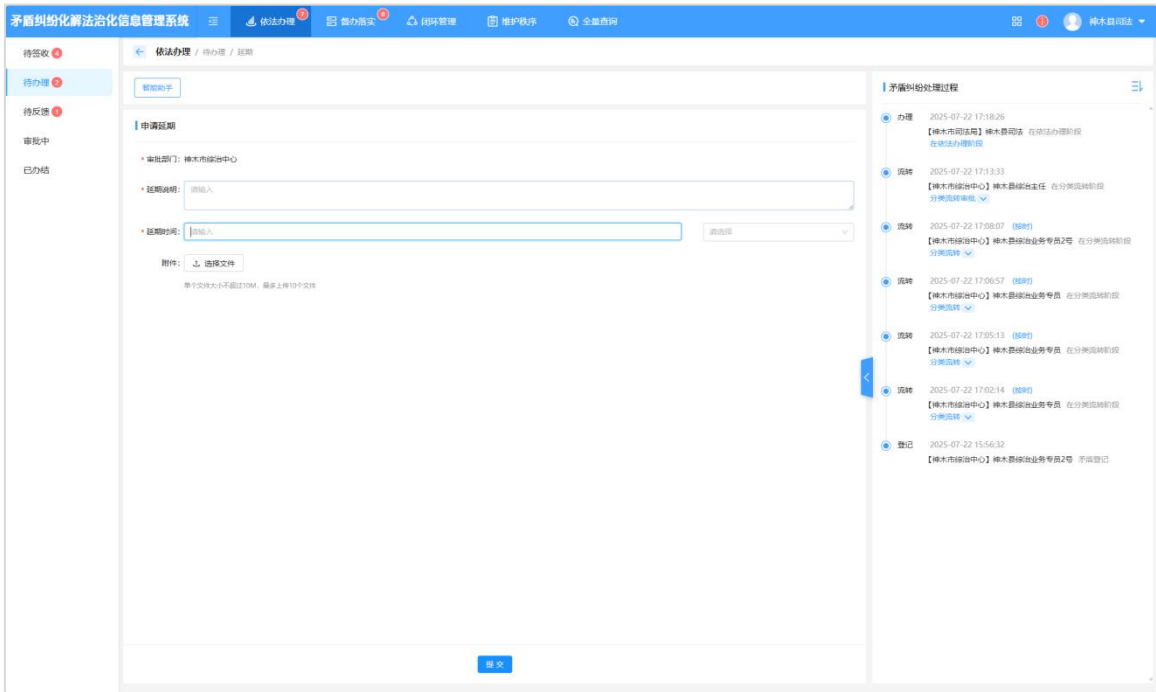 矛盾纠纷化解法治化信息管理系统
依法办理 7
督办落实 6
闭环管理
维护秩序
全量查询
神木县司法
待签收 4
待办理 2
待反馈 1
审批中
已办结
依法办理 / 待办理 / 延期
智能助手
申请延期
* 审批部门: 神木市综治中心
* 延期说明: 请输入
* 延期时间: 请输入 请选择
附件: 选择文件
单个文件大小不超过10M，最多上传10个文件
提 交
矛盾纠纷处理过程
办理 2025-07-22 17:18:26
【神木市司法局】神木县司法 在依法办理阶段
在依法办理阶段
流转 2025-07-22 17:13:33
【神木市综治中心】神木县综治主任 在分类流转阶段
分类流转审批
流转 2025-07-22 17:08:07 (按时)
【神木市综治中心】神木县综治业务专员2号 在分类流转阶段
分类流转
流转 2025-07-22 17:06:57 (按时)
【神木市综治中心】神木县综治业务专员 在分类流转阶段
分类流转
流转 2025-07-22 17:05:13 (按时)
【神木市综治中心】神木县综治业务专员 在分类流转阶段
分类流转
流转 2025-07-22 17:02:14 (按时)
【神木市综治中心】神木县综治业务专员 在分类流转阶段
分类流转
登记 2025-07-22 15:56:32
【神木市综治中心】神木县综治业务专员2号 矛盾登记